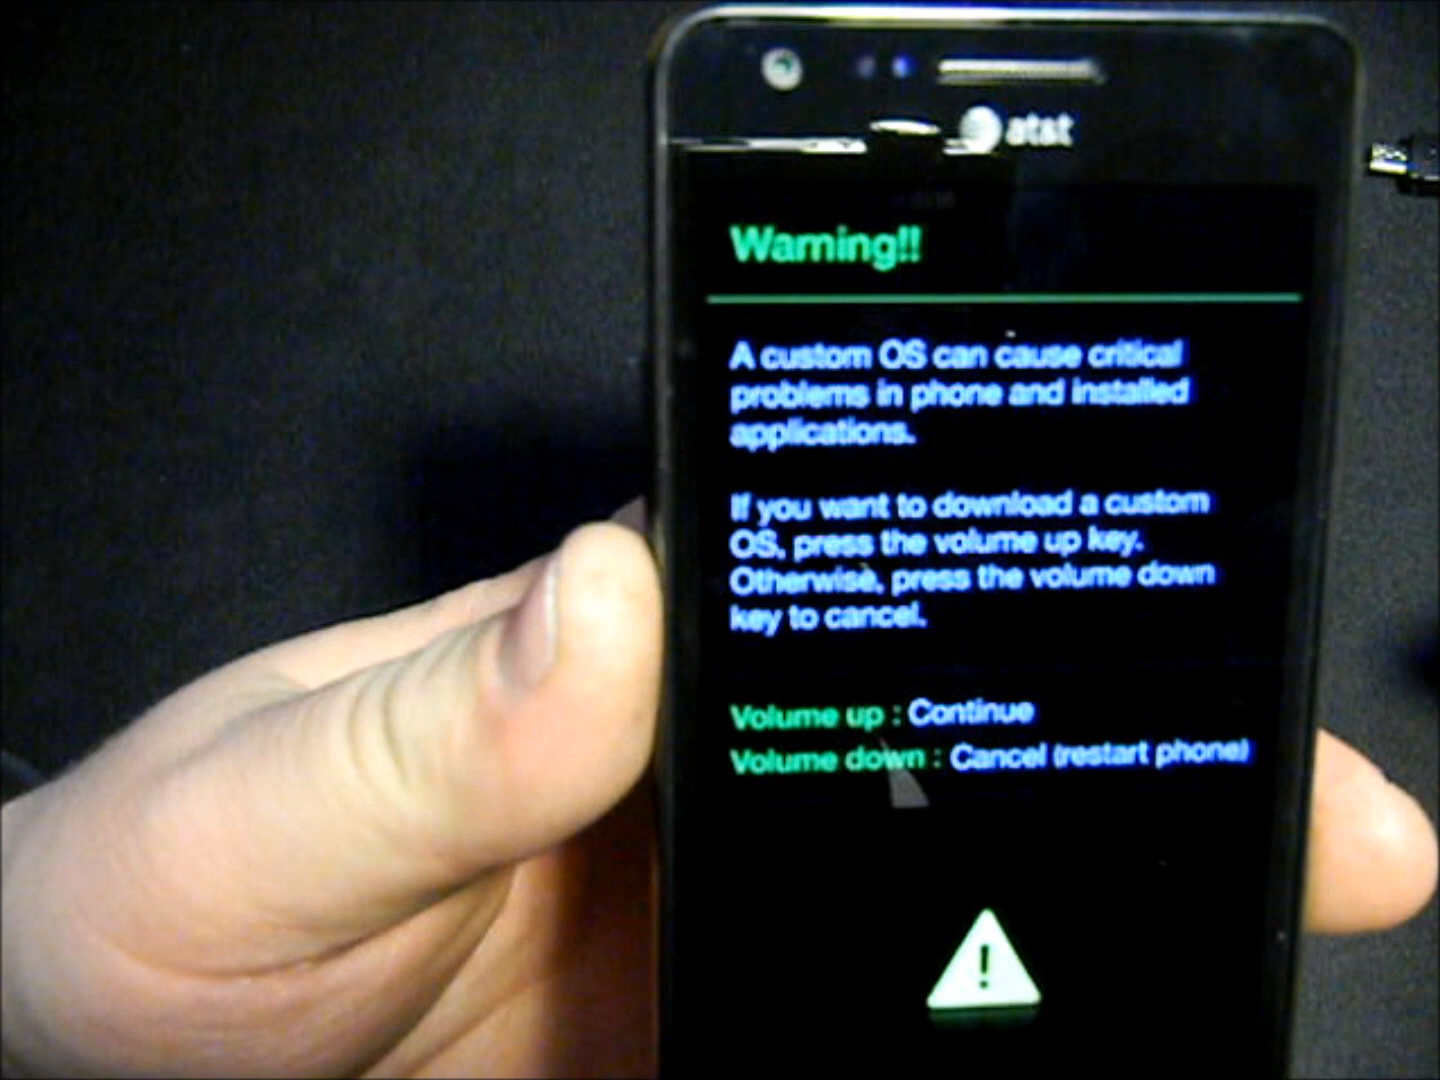 at&t
Warning!!
A custom OS can cause critical
problems in phone and installed
applications.
If you want to download a custom
OS, press the volume up key.
Otherwise, press the volume down
key to cancel.
Volume up : Continue
Volume down : Cancel (restart phone)
!